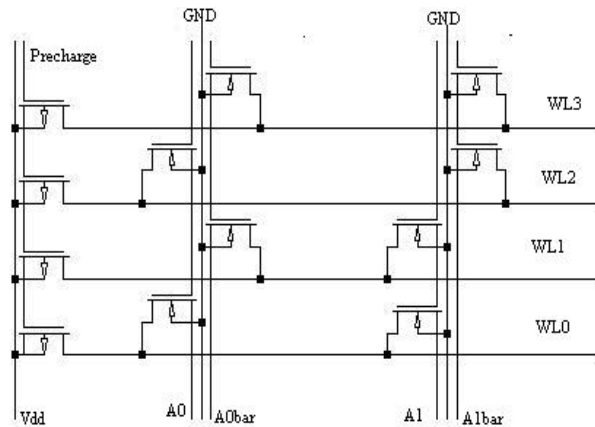 GND
GND
Precharge
WL3
WL2
WL1
WL0
Vdd
A0
A0bar
A1
A1bar